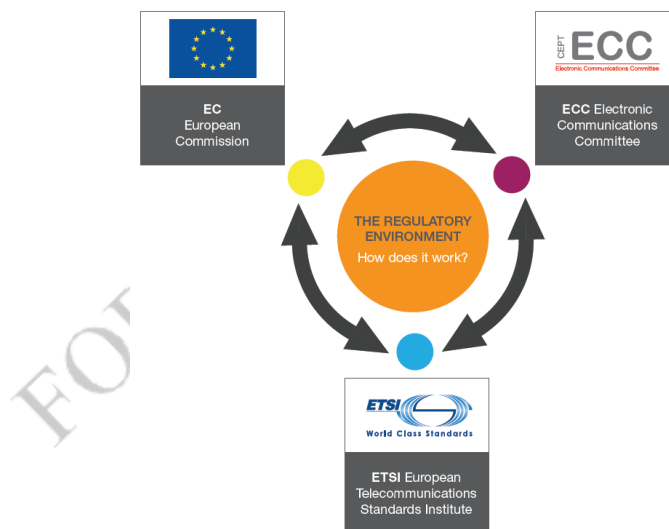 CEPT
ECC
Electronic Communications Committee
EC
European
Commission
ECC Electronic
Communications
Committee
THE REGULATORY
ENVIRONMENT
How does it work?
ETSI
World Class Standards
ETSI European
Telecommunications
Standards Institute